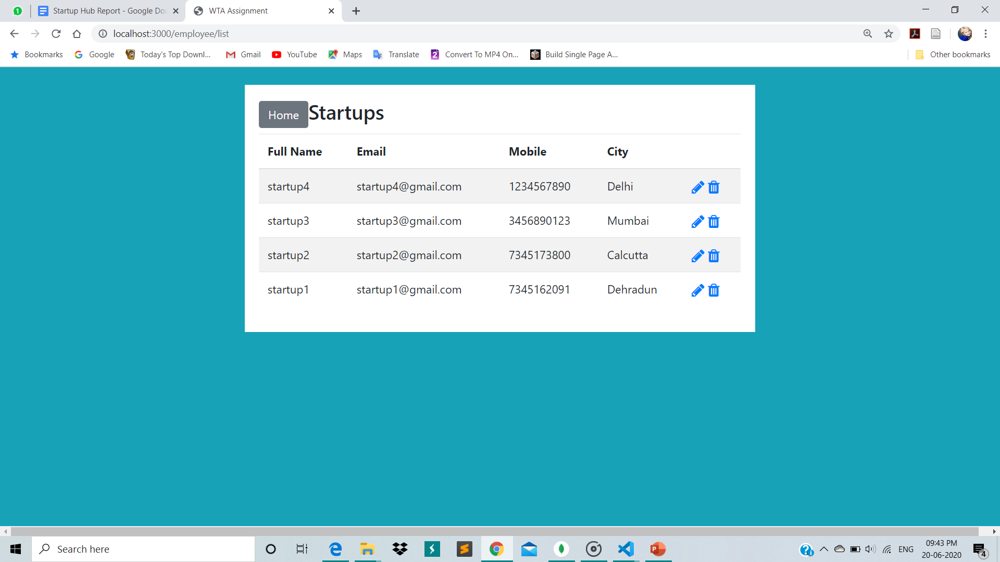 1 Startup Hub Report - Google Do WTA Assignment
localhost:3000/employee/list
Bookmarks Google Today's Top Downl... Gmail YouTube Maps Translate 2 Convert To MP4 On... Build Single Page A... Other bookmarks
Home Startups
Full Name Email Mobile City
startup4 startup4@gmail.com 1234567890 Delhi
startup3 startup3@gmail.com 3456890123 Mumbai
startup2 startup2@gmail.com 7345173800 Calcutta
startup1 startup1@gmail.com 7345162091 Dehradun
Search here
ENG
09:43 PM
20-06-2020
4